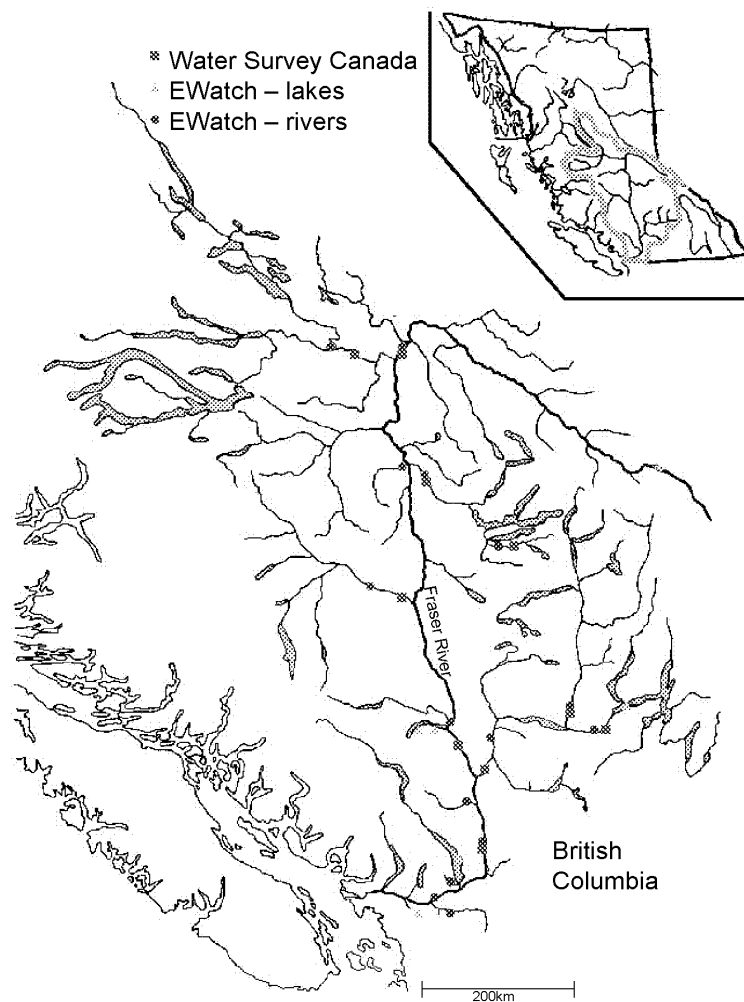 Water Survey Canada
EWatch – lakes
EWatch – rivers
Fraser River
British
Columbia
200km